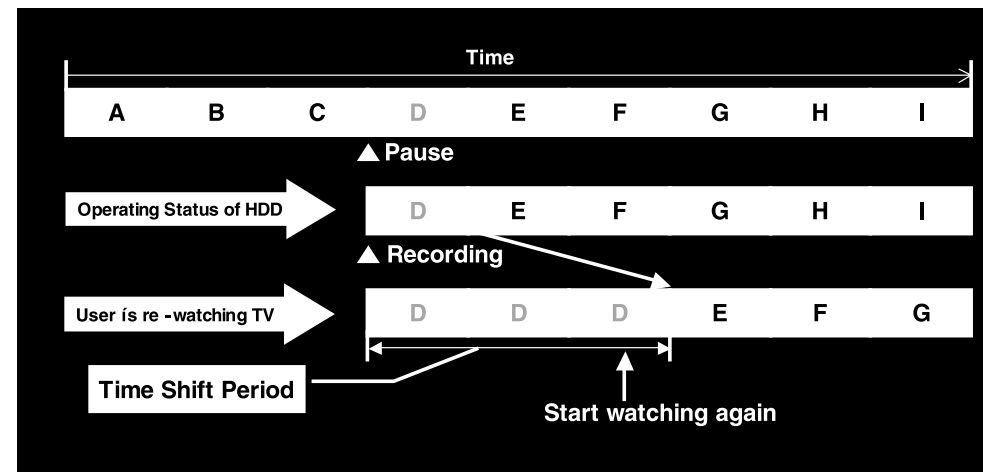 Time
A B C D E F G H I
Pause
Operating Status of HDD
D E F G H I
Recording
User ís re -watching TV
D D D E F G
Time Shift Period
Start watching again